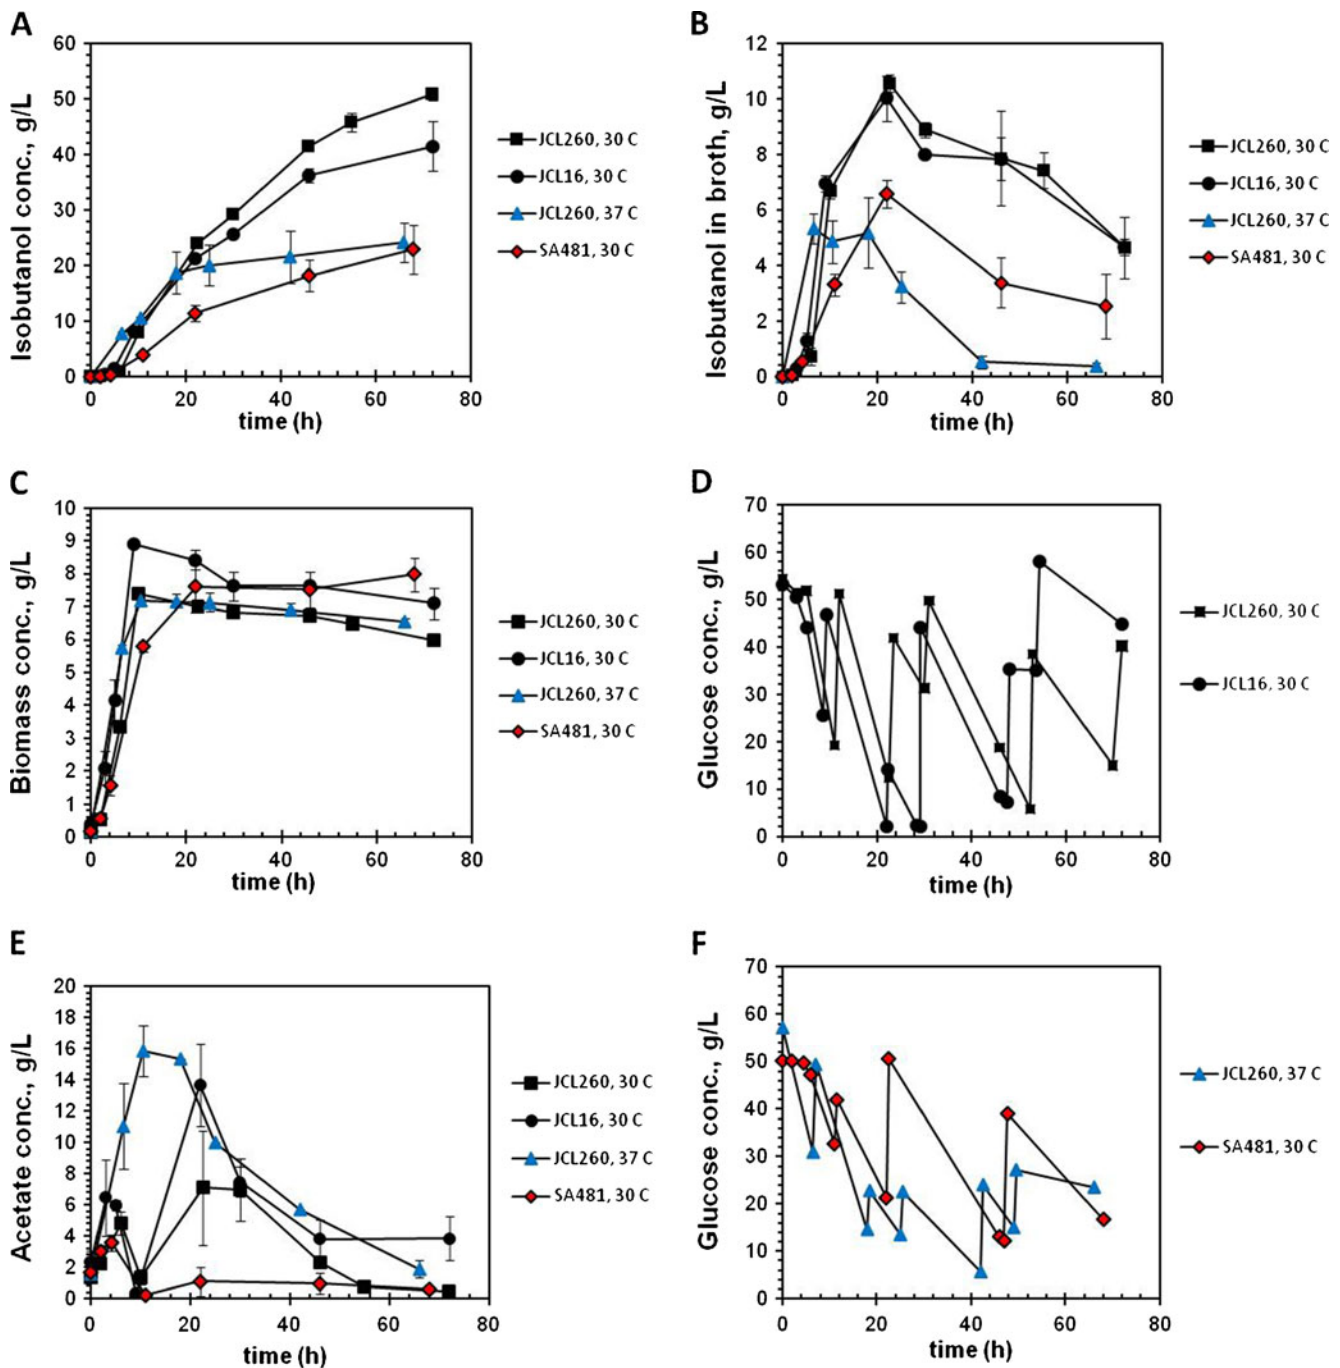 A
Isobutanol conc., g/L
60
50
40
30
20
10
0
0 20 40 60 80
time (h)
JCL260, 30 C
JCL16, 30 C
JCL260, 37 C
SA481, 30 C
B
Isobutanol in broth, g/L
12
10
8
6
4
2
0
0 20 40 60 80
time (h)
JCL260, 30 C
JCL16, 30 C
JCL260, 37 C
SA481, 30 C
C
Biomass conc., g/L
10
9
8
7
6
5
4
3
2
1
0
0 20 40 60 80
time (h)
JCL260, 30 C
JCL16, 30 C
JCL260, 37 C
SA481, 30 C
D
Glucose conc., g/L
70
60
50
40
30
20
10
0
0 20 40 60 80
time (h)
JCL260, 30 C
JCL16, 30 C
E
Acetate conc., g/L
20
18
16
14
12
10
8
6
4
2
0
0 20 40 60 80
time (h)
JCL260, 30 C
JCL16, 30 C
JCL260, 37 C
SA481, 30 C
F
Glucose conc., g/L
70
60
50
40
30
20
10
0
0 20 40 60 80
time (h)
JCL260, 37 C
SA481, 30 C